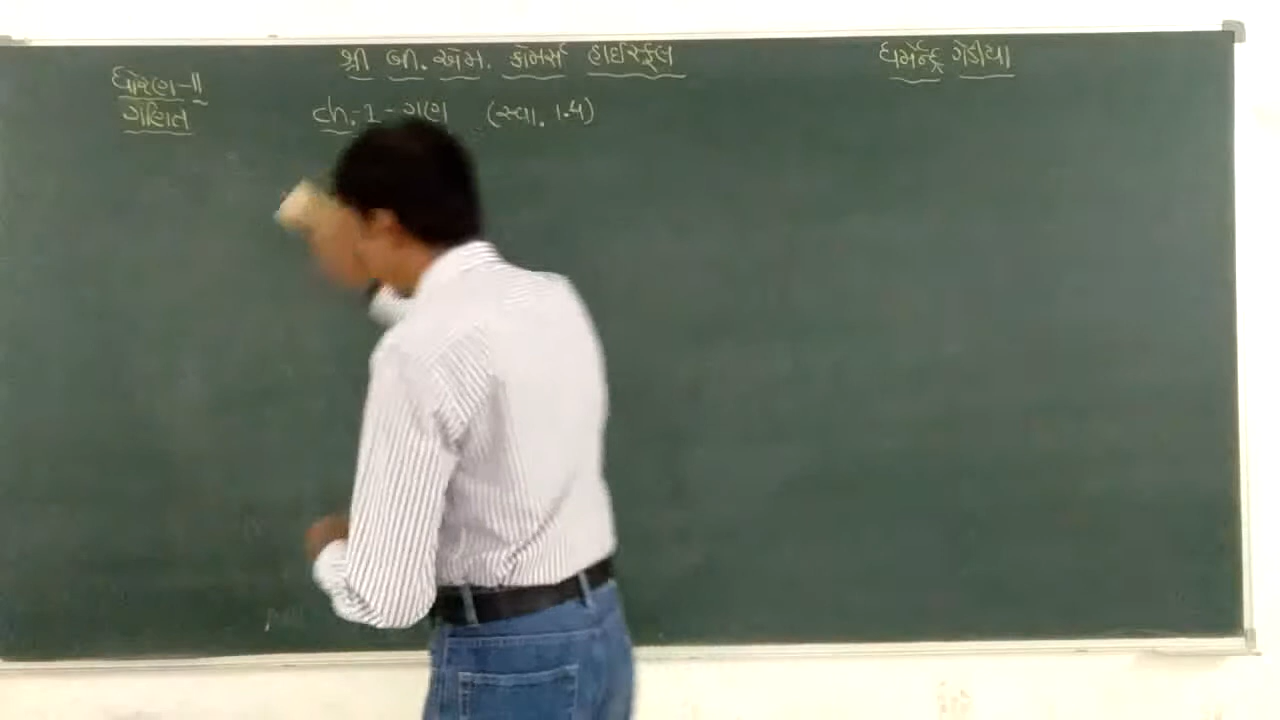 શ્રી બી. એમ. કોમર્સ હાઈસ્કૂલ
ધર્મેન્દ્ર ગેડીયા
ધોરણ-11
ગણિત
ch.-1 - ગણ (સ્વા. 1.4)